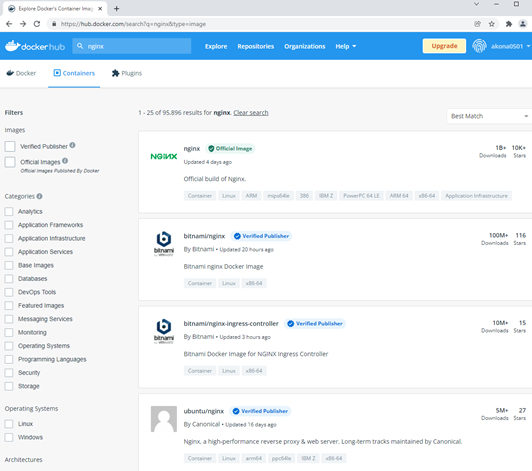 Explore Docker's Container Imag
https://hub.docker.com/search?q=nginx&type=image
docker hub
nginx
Explore
Repositories
Organizations
Help
Upgrade
akona0501
Docker
Containers
Plugins
Filters
Images
Verified Publisher
Official Images
Official Images Published By Docker
Categories
Analytics
Application Frameworks
Application Infrastructure
Application Services
Base Images
Databases
DevOps Tools
Featured Images
Messaging Services
Monitoring
Operating Systems
Programming Languages
Security
Storage
Operating Systems
Linux
Windows
Architectures
1 - 25 of 95,896 results for nginx. Clear search
Best Match
NGINX
nginx Official Image
Updated 4 days ago
1B+ 10K+
Downloads Stars
Official build of Nginx.
Container Linux ARM mips64le 386 IBM Z PowerPC 64 LE ARM 64 x86-64 Application Infrastructure
bitnami
bitnami/nginx Verified Publisher
By Bitnami • Updated 20 hours ago
100M+ 116
Downloads Stars
Bitnami nginx Docker Image
Container Linux x86-64
bitnami
bitnami/nginx-ingress-controller Verified Publisher
By Bitnami • Updated 3 hours ago
10M+ 15
Downloads Stars
Bitnami Docker Image for NGINX Ingress Controller
Container Linux x86-64
ubuntu/nginx Verified Publisher
By Canonical • Updated 16 days ago
5M+ 27
Downloads Stars
Nginx, a high-performance reverse proxy & web server. Long-term tracks maintained by Canonical.
Container Linux arm64 ppc64le IBM Z x86-64